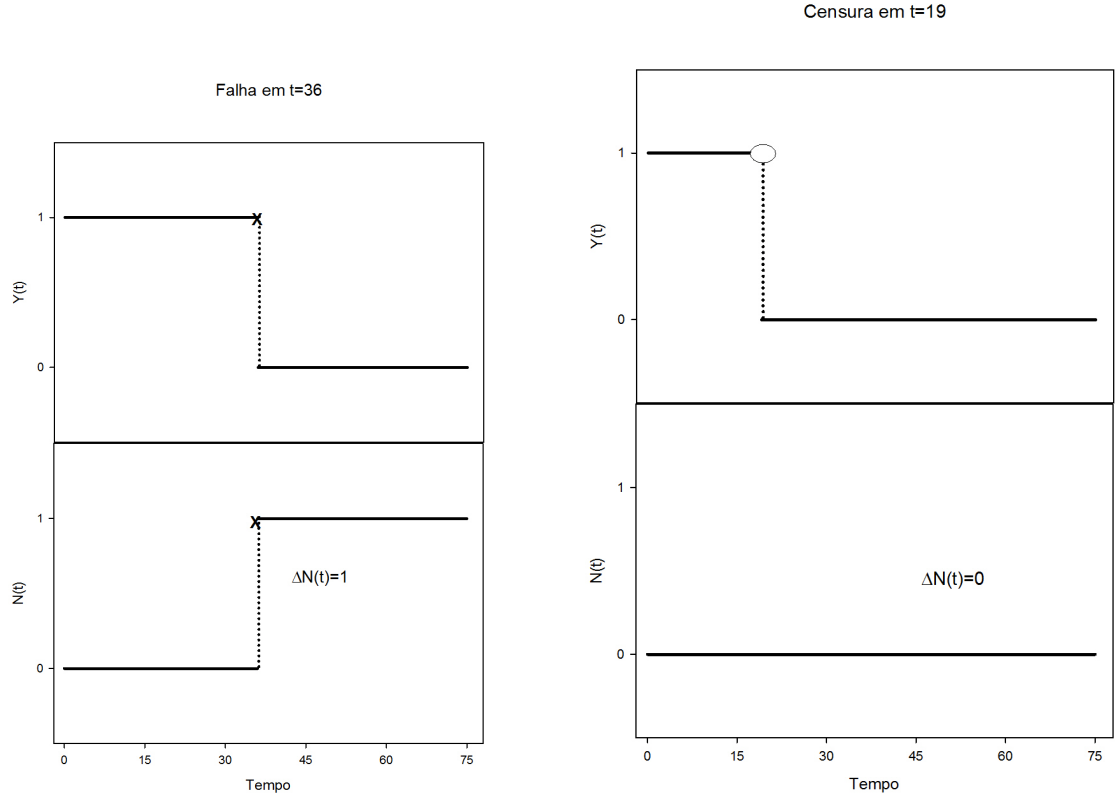 Falha em t=36
1
Y(t)
0
x
1
N(t)
0
x
ΔN(t)=1
0 15 30 45 60 75
Tempo
Censura em t=19
1
Y(t)
0
1
N(t)
0
ΔN(t)=0
0 15 30 45 60 75
Tempo